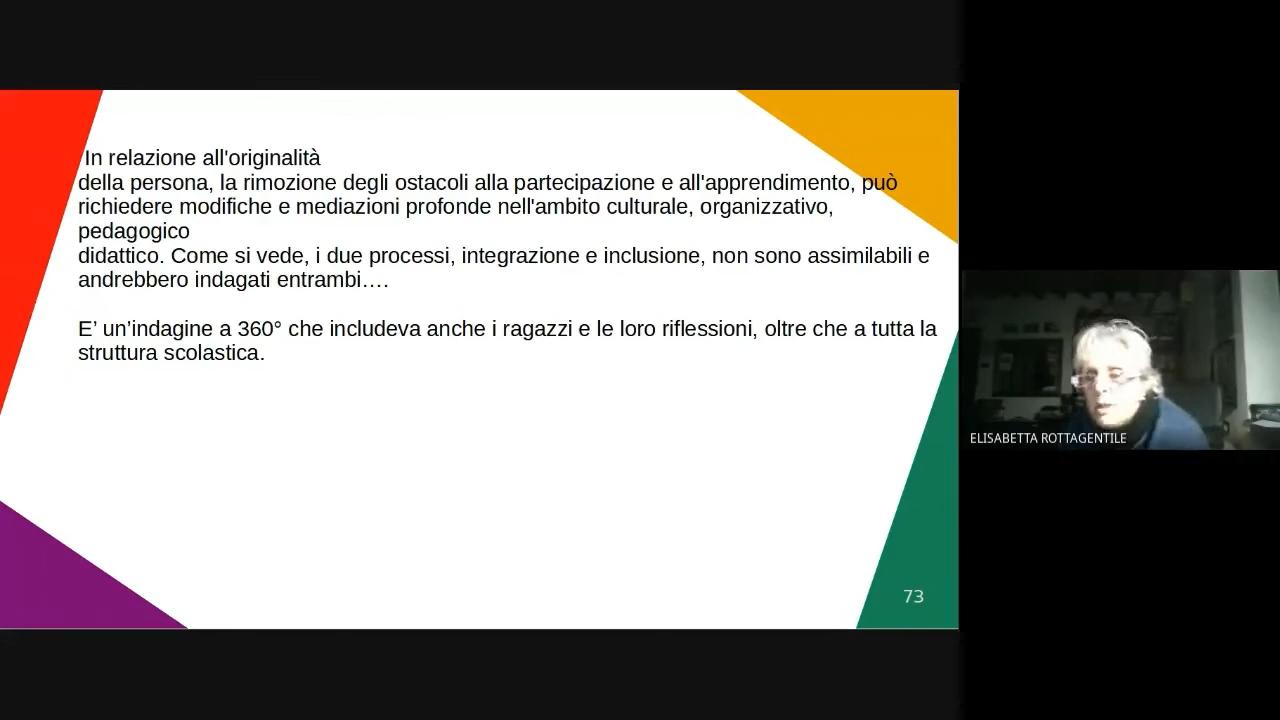 In relazione all'originalità
della persona, la rimozione degli ostacoli alla partecipazione e all'apprendimento, può
richiedere modifiche e mediazioni profonde nell'ambito culturale, organizzativo,
pedagogico
didattico. Come si vede, i due processi, integrazione e inclusione, non sono assimilabili e
andrebbero indagati entrambi….
E’ un’indagine a 360° che includeva anche i ragazzi e le loro riflessioni, oltre che a tutta la
struttura scolastica.
73
ELISABETTA ROTTAGENTILE